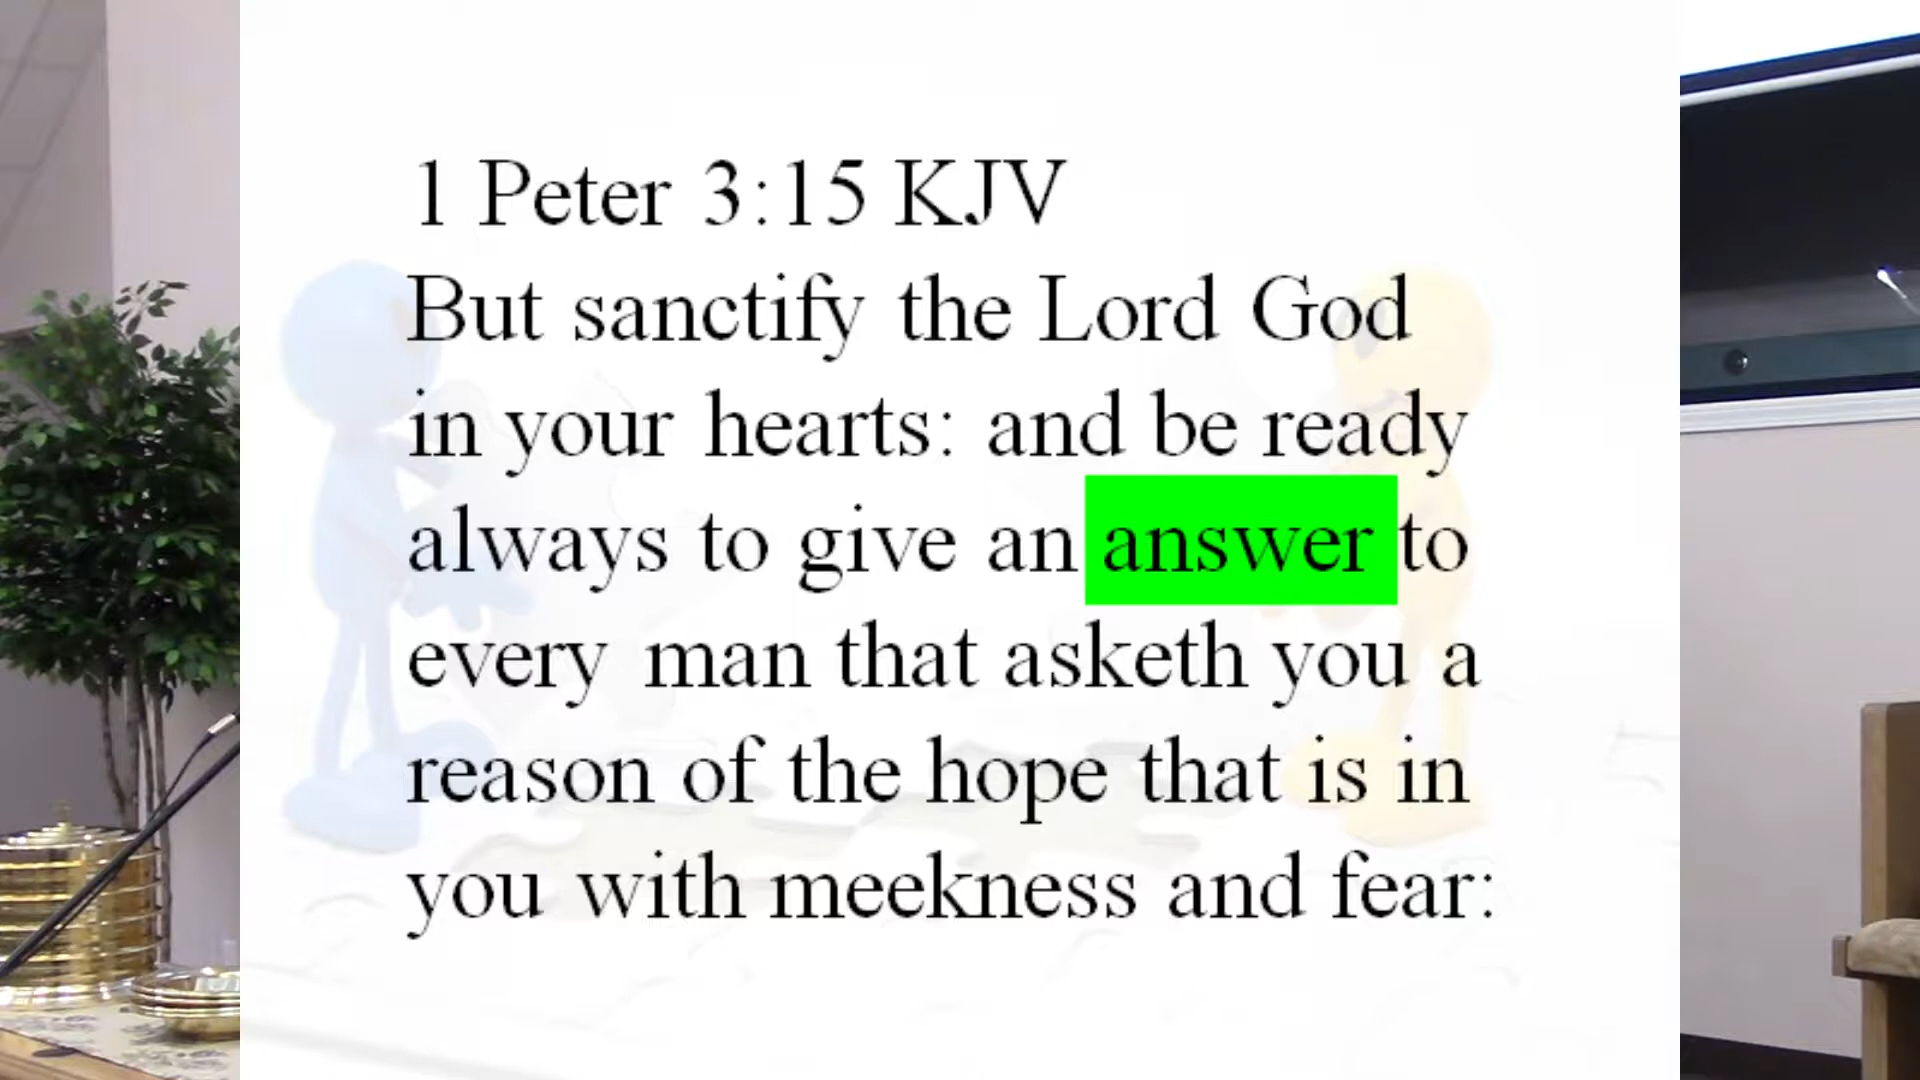 1 Peter 3:15 KJV
But sanctify the Lord God
in your hearts: and be ready
always to give an answer to
every man that asketh you a
reason of the hope that is in
you with meekness and fear: